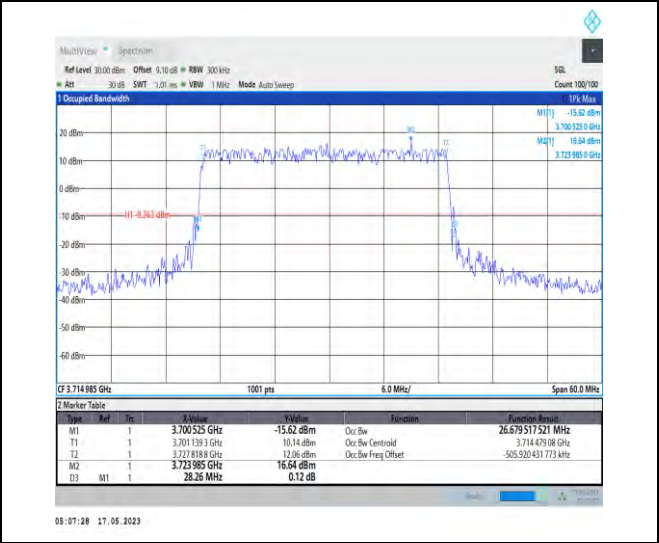 MultiView Spectrum
Ref Level 30.00 dBm Offset 9.10 dB RBW 300 kHz SGL
Att 30 dB SWT 1.01 ms VBW 1 MHz Mode Auto Sweep Count 100/100
1 Occupied Bandwidth 1Pk Max
M1[1] -15.62 dBm
3.700 525 0 GHz
M2[1] 16.64 dBm
3.723 985 0 GHz
20 dBm
M2
T1
T2
10 dBm
0 dBm
-10 dBm
H1 -9.363 dBm
-20 dBm
-30 dBm
-40 dBm
-50 dBm
-60 dBm
CF 3.714 985 GHz 1001 pts 6.0 MHz/ Span 60.0 MHz
2 Marker Table
Type Ref Trc X-Value Y-Value Function Function Result
M1 1 3.700 525 GHz -15.62 dBm Occ Bw 26.679 517 521 MHz
T1 1 3.701 139 3 GHz 10.14 dBm Occ Bw Centroid 3.714 479 08 GHz
T2 1 3.727 818 8 GHz 12.06 dBm Occ Bw Freq Offset -505.920 431 773 kHz
M2 1 3.723 985 GHz 16.64 dBm
D3 M1 1 28.26 MHz 0.12 dB
05:07:28 17.05.2023